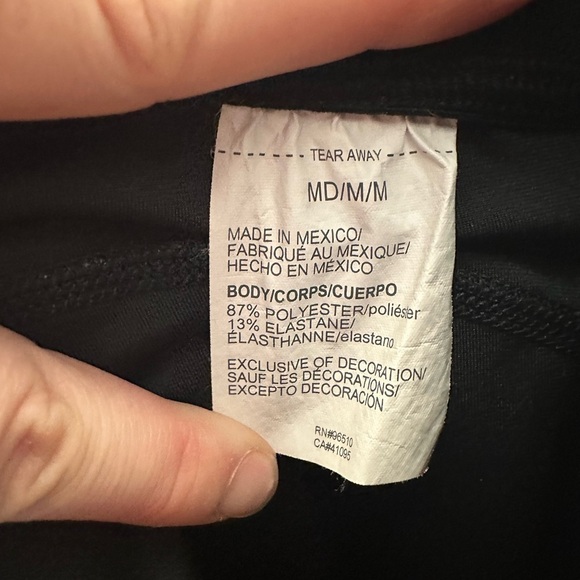 TEAR AWAY
MD/M/M
MADE IN MEXICO/
FABRIQUÉ AU MEXIQUE/
HECHO EN MÉXICO
BODY/CORPS/CUERPO
87% POLYESTER/poliéster
13% ELASTANE/
ÉLASTHANNE/elastano
EXCLUSIVE OF DECORATION/
SAUF LES DÉCORATIONS/
EXCEPTO DECORACIÓN
RN#96510
CA#41095